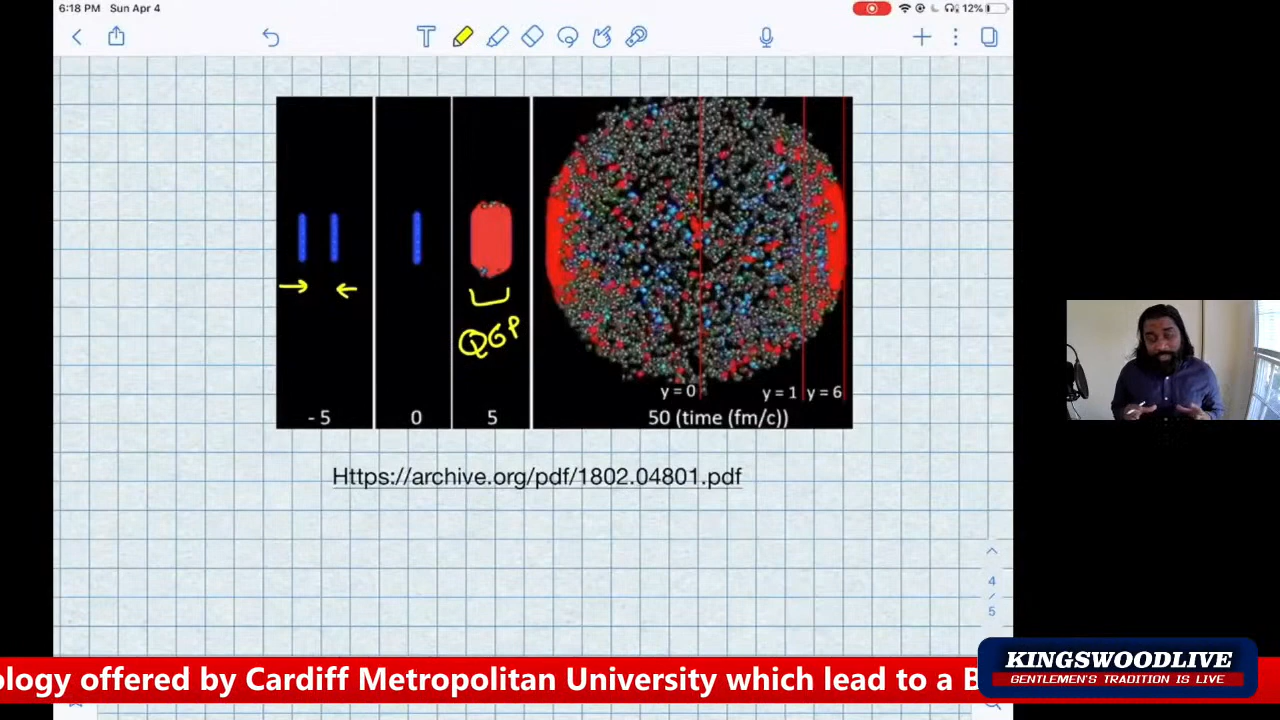 6:18 PM Sun Apr 4
12%
T
QGP
y = 0
y = 1
y = 6
- 5
0
5
50 (time (fm/c))
Https://archive.org/pdf/1802.04801.pdf
4
/
5
ology offered by Cardiff Metropolitan University which lead to a B
KINGSWOODLIVE
GENTLEMEN'S TRADITION IS LIVE